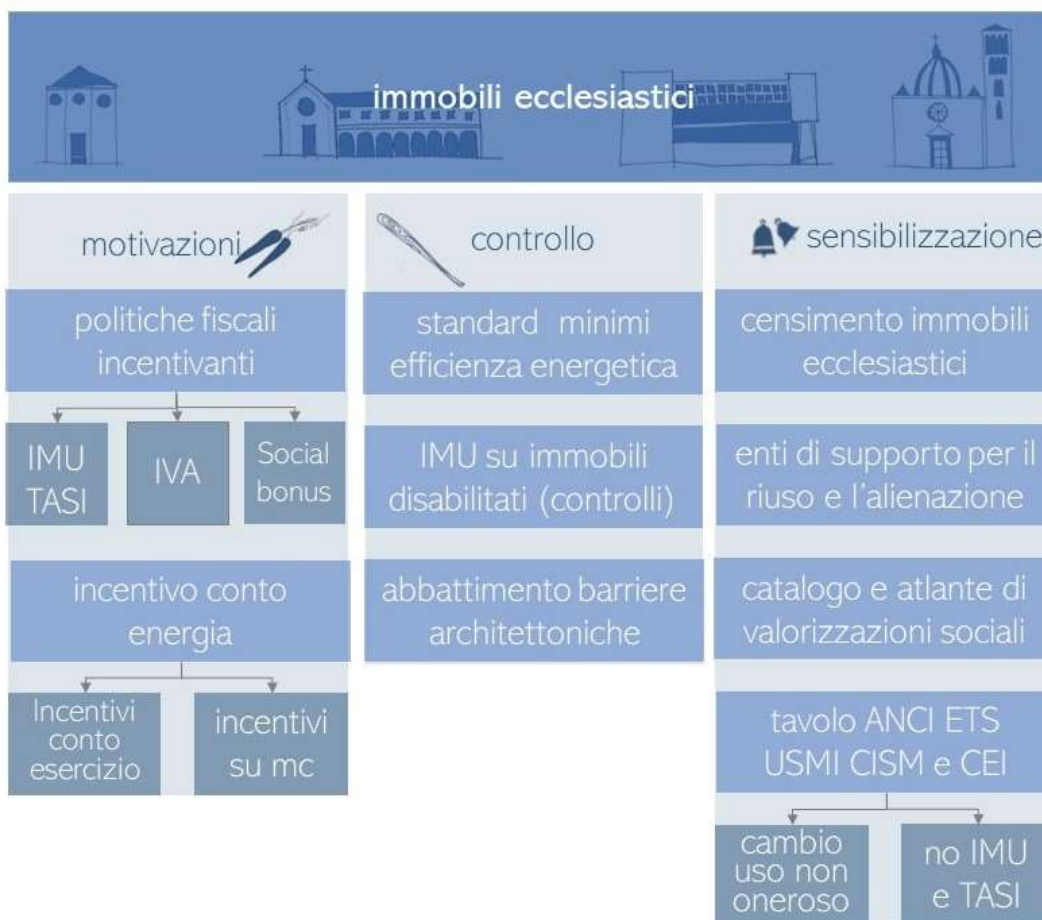 immobili ecclesiastici
motivazioni
politiche fiscali
incentivanti
IMU
TASI
IVA
Social
bonus
incentivo conto
energia
Incentivi
conto
esercizio
incentivi
su mc
controllo
standard minimi
efficienza energetica
IMU su immobili
disabilitati (controlli)
abbattimento barriere
architettoniche
sensibilizzazione
censimento immobili
ecclesiastici
enti di supporto per il
riuso e l'alienazione
catalogo e atlante di
valorizzazioni sociali
tavolo ANCI ETS
USMI CISM e CEI
cambio
uso non
oneroso
no IMU
e TASI